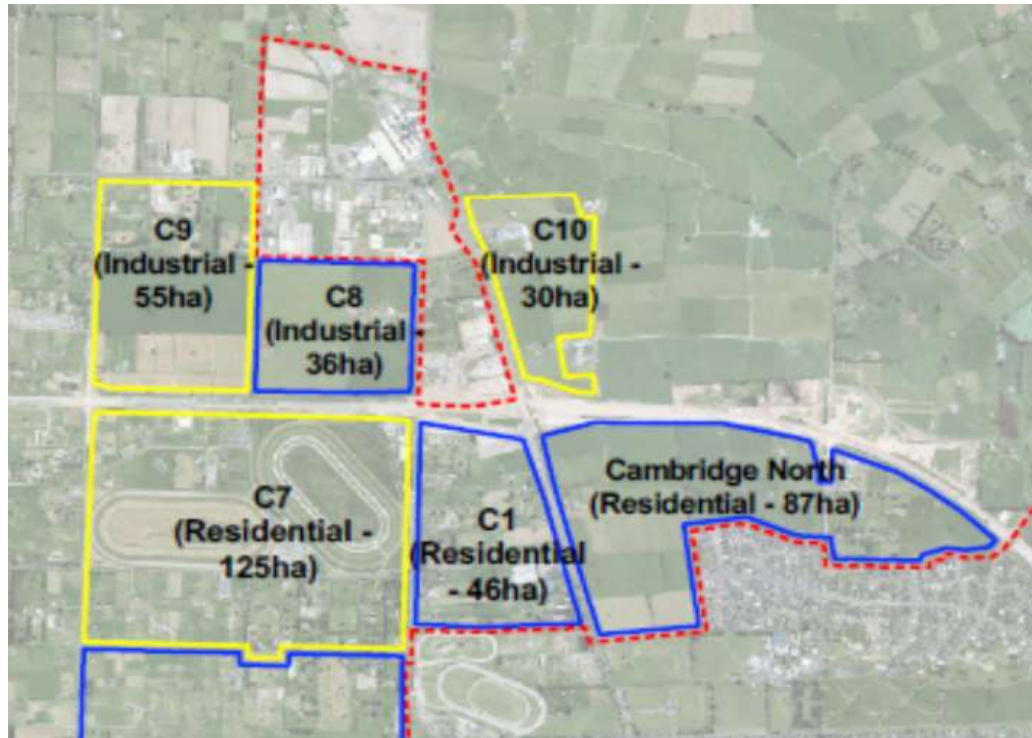 C9
(Industrial -
55ha)
C8
(Industrial -
36ha)
C10
(Industrial -
30ha)
C7
(Residential -
125ha)
C1
(Residential
- 46ha)
Cambridge North
(Residential - 87ha)